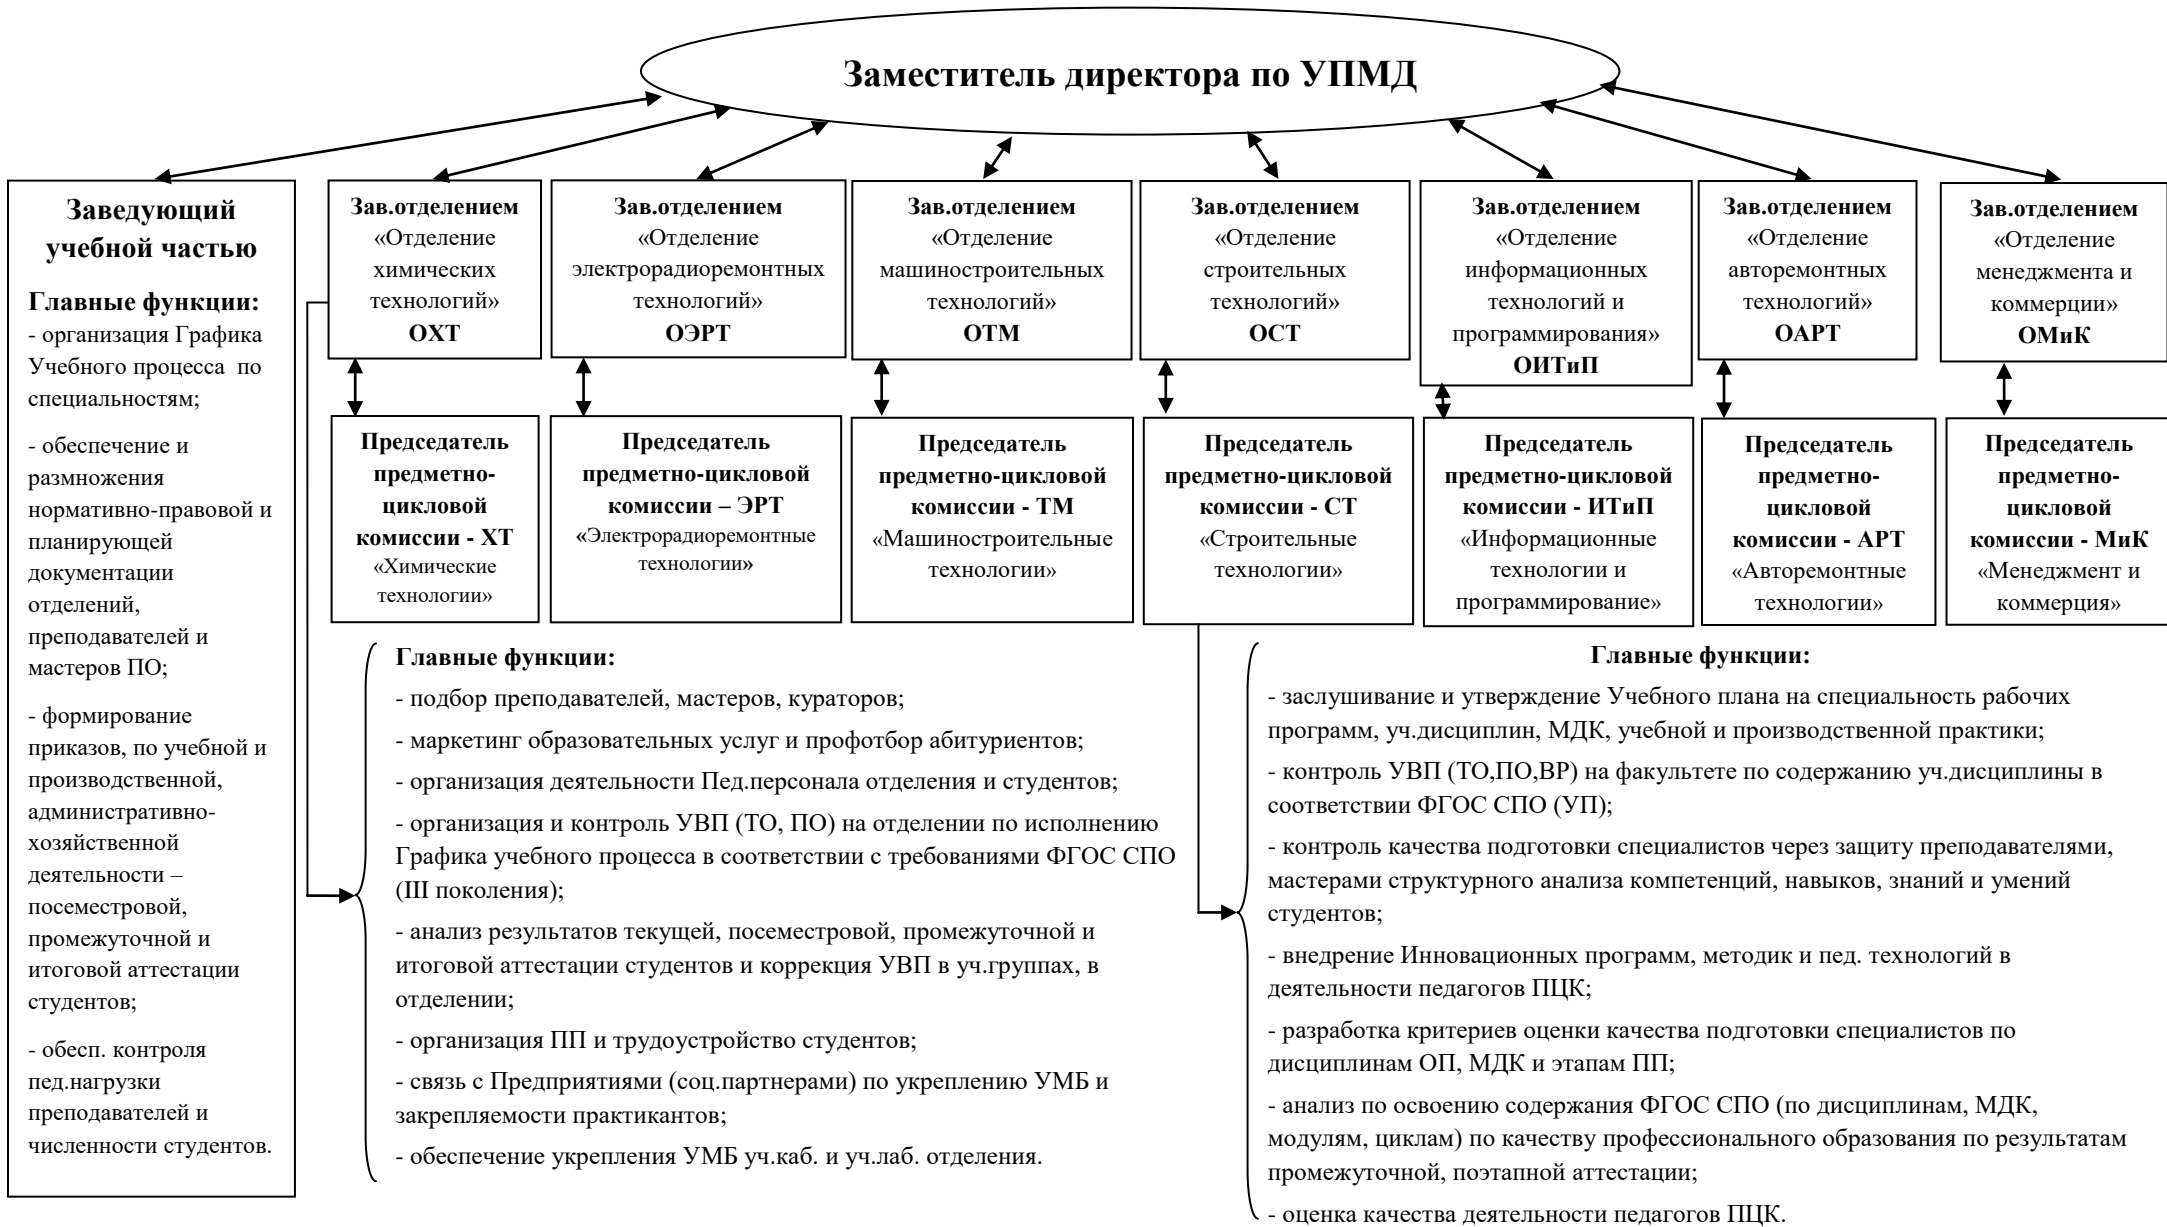 Заместитель директора по УПМД
Заведующий
учебной частью
Главные функции:
- организация Графика
Учебного процесса по
специальностям;
- обеспечение и
размножения
нормативно-правовой и
планирующей
документации
отделений,
преподавателей и
мастеров ПО;
- формирование
приказов, по учебной и
производственной,
административно-
хозяйственной
деятельности –
посеместровой,
промежуточной и
итоговой аттестации
студентов;
- обесп. контроля
пед.нагрузки
преподавателей и
численности студентов.
Зав.отделением
«Отделение
химических
технологий»
ОХТ
Зав.отделением
«Отделение
электрорадиоремонтных
технологий»
ОЭРТ
Зав.отделением
«Отделение
машиностроительных
технологий»
ОТМ
Зав.отделением
«Отделение
строительных
технологий»
ОСТ
Зав.отделением
«Отделение
информационных
технологий и
программирования»
ОИТиП
Зав.отделением
«Отделение
авторемонтных
технологий»
ОАРТ
Зав.отделением
«Отделение
менеджмента и
коммерции»
ОМиК
Председатель
предметно-
цикловой
комиссии - ХТ
«Химические
технологии»
Председатель
предметно-цикловой
комиссии – ЭРТ
«Электрорадиоремонтные
технологии»
Председатель
предметно-цикловой
комиссии - ТМ
«Машиностроительные
технологии»
Председатель
предметно-цикловой
комиссии - СТ
«Строительные
технологии»
Председатель
предметно-цикловой
комиссии - ИТиП
«Информационные
технологии и
программирование»
Председатель
предметно-
цикловой
комиссии - АРТ
«Авторемонтные
технологии»
Председатель
предметно-
цикловой
комиссии - МиК
«Менеджмент и
коммерция»
Главные функции:
- подбор преподавателей, мастеров, кураторов;
- маркетинг образовательных услуг и профотбор абитуриентов;
- организация деятельности Пед.персонала отделения и студентов;
- организация и контроль УВП (ТО, ПО) на отделении по исполнению
Графика учебного процесса в соответствии с требованиями ФГОС СПО
(III поколения);
- анализ результатов текущей, посеместровой, промежуточной и
итоговой аттестации студентов и коррекция УВП в уч.группах, в
отделении;
- организация ПП и трудоустройство студентов;
- связь с Предприятиями (соц.партнерами) по укреплению УМБ и
закрепляемости практикантов;
- обеспечение укрепления УМБ уч.каб. и уч.лаб. отделения.
Главные функции:
- заслушивание и утверждение Учебного плана на специальность рабочих
программ, уч.дисциплин, МДК, учебной и производственной практики;
- контроль УВП (ТО,ПО,ВР) на факультете по содержанию уч.дисциплины в
соответствии ФГОС СПО (УП);
- контроль качества подготовки специалистов через защиту преподавателями,
мастерами структурного анализа компетенций, навыков, знаний и умений
студентов;
- внедрение Инновационных программ, методик и пед. технологий в
деятельности педагогов ПЦК;
- разработка критериев оценки качества подготовки специалистов по
дисциплинам ОП, МДК и этапам ПП;
- анализ по освоению содержания ФГОС СПО (по дисциплинам, МДК,
модулям, циклам) по качеству профессионального образования по результатам
промежуточной, поэтапной аттестации;
- оценка качества деятельности педагогов ПЦК.